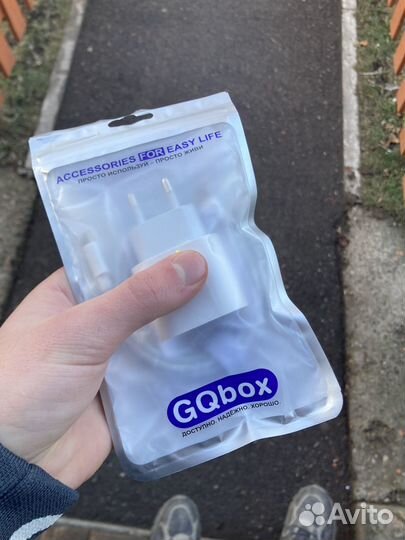 ACCESSORIES FOR EASY LIFE
ПРОСТО ИСПОЛЬЗУЙ – ПРОСТО ЖИВИ
GQbox
ДОСТУПНО. НАДЕЖНО. ХОРОШО.
Avito